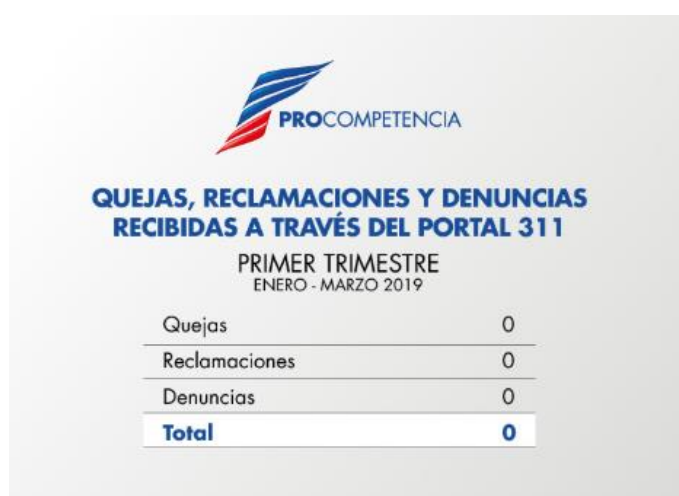 PROCOMPETENCIA
QUEJAS, RECLAMACIONES Y DENUNCIAS
RECIBIDAS A TRAVÉS DEL PORTAL 311
PRIMER TRIMESTRE
ENERO - MARZO 2019
Quejas 0
Reclamaciones 0
Denuncias 0
Total 0